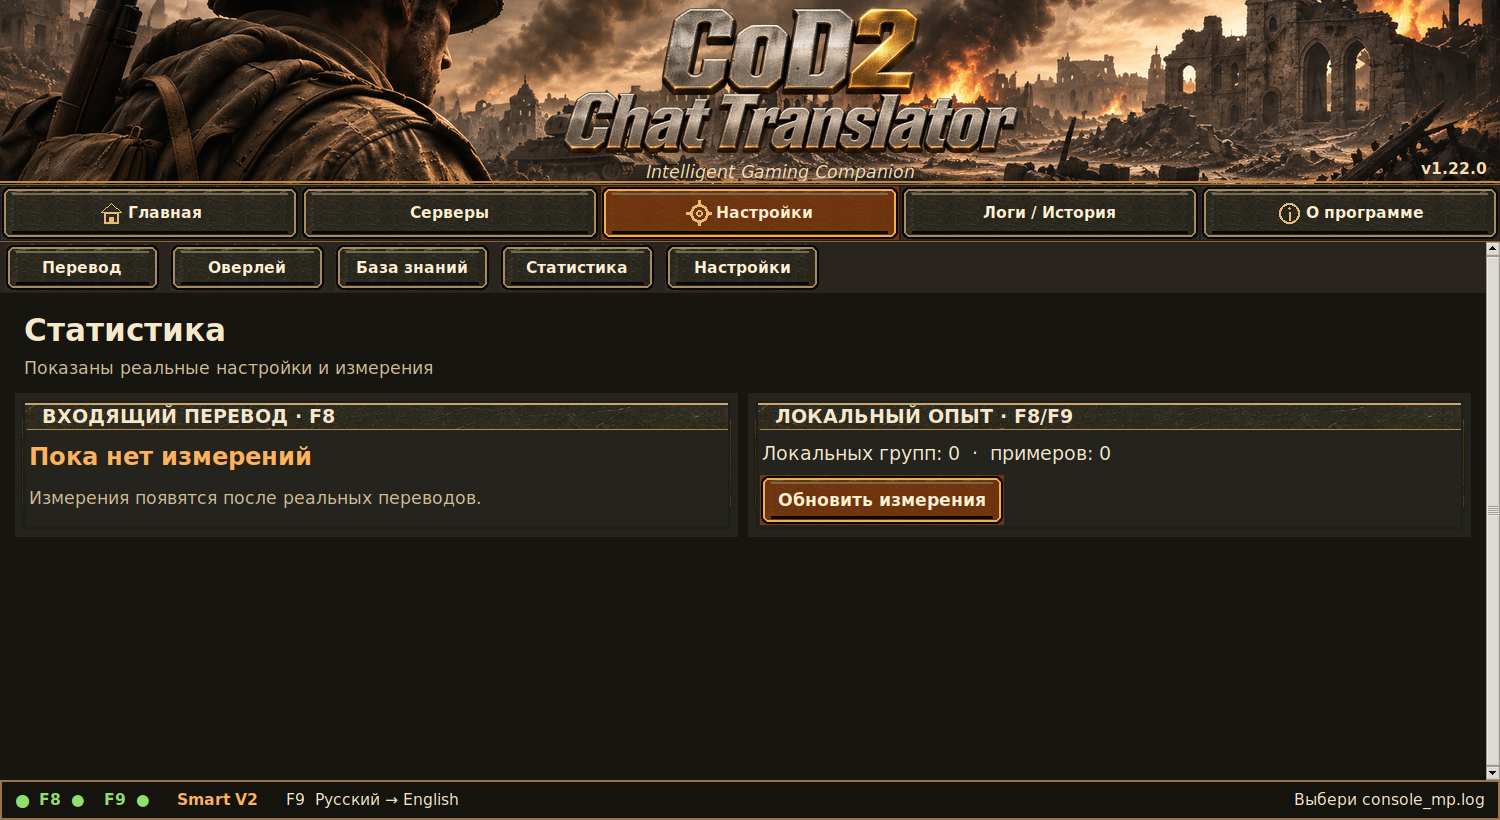 CoD2
Chat Translator
Intelligent Gaming Companion
v1.22.0
Главная Серверы Настройки Логи / История О программе
Перевод Оверлей База знаний Статистика Настройки
Статистика
Показаны реальные настройки и измерения
ВХОДЯЩИЙ ПЕРЕВОД · F8
Пока нет измерений
Измерения появятся после реальных переводов.
ЛОКАЛЬНЫЙ ОПЫТ · F8/F9
Локальных групп: 0 · примеров: 0
Обновить измерения
● F8 ● F9 ● Smart V2 F9 Русский → English Выбери console_mp.log